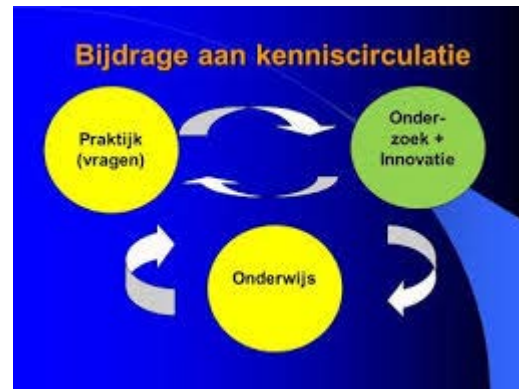 Bijdrage aan kenniscirculatie
Praktijk
(vragen)
Onder-
zoek +
Innovatie
Onderwijs